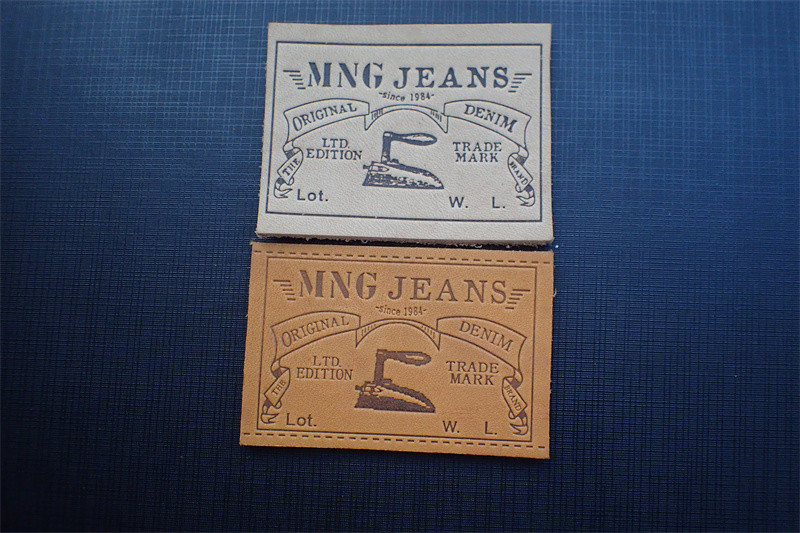 MNG JEANS
-since 1984-
ORIGINAL DENIM
LTD. EDITION
TRADE MARK
THE BRAND
Lot. W. L.
MNG JEANS
-since 1984-
ORIGINAL DENIM
LTD. EDITION
TRADE MARK
THE BRAND
Lot. W. L.